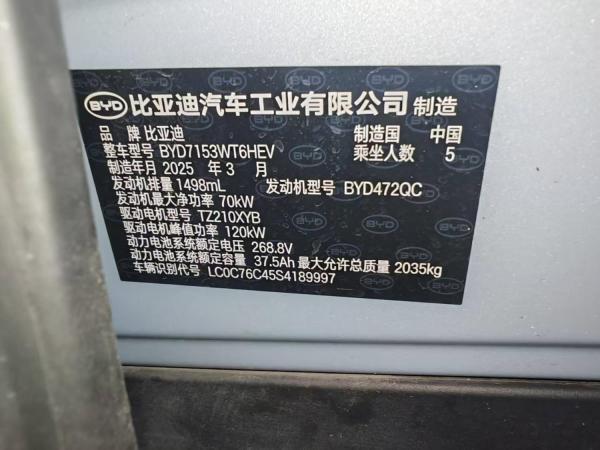 BYD 比亚迪汽车工业有限公司 制造
品 牌 比亚迪 制造国 中国
整车型号 BYD7153WT6HEV 乘坐人数 5
制造年月 2025 年 3 月
发动机排量 1498mL 发动机型号 BYD472QC
发动机最大净功率 70kW
驱动电机型号 TZ210XYB
驱动电机峰值功率 120kW
动力电池系统额定电压 268.8V
动力电池系统额定容量 37.5Ah 最大允许总质量 2035kg
车辆识别代号 LC0C76C45S4189997